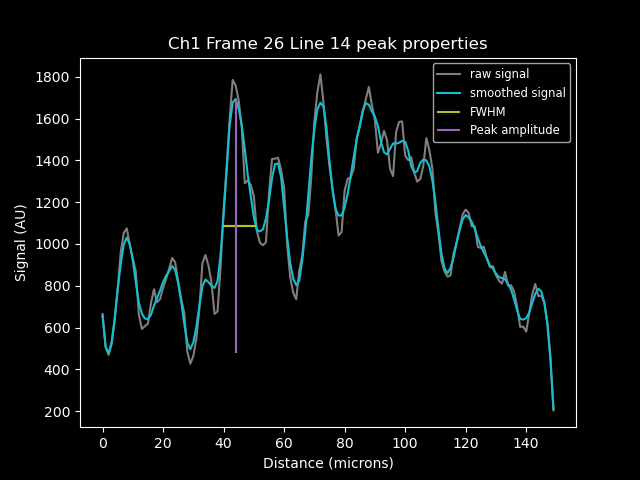 Ch1 Frame 26 Line 14 peak properties
raw signal
smoothed signal
FWHM
Peak amplitude
Signal (AU)
1800
1600
1400
1200
1000
800
600
400
200
0 20 40 60 80 100 120 140
Distance (microns)